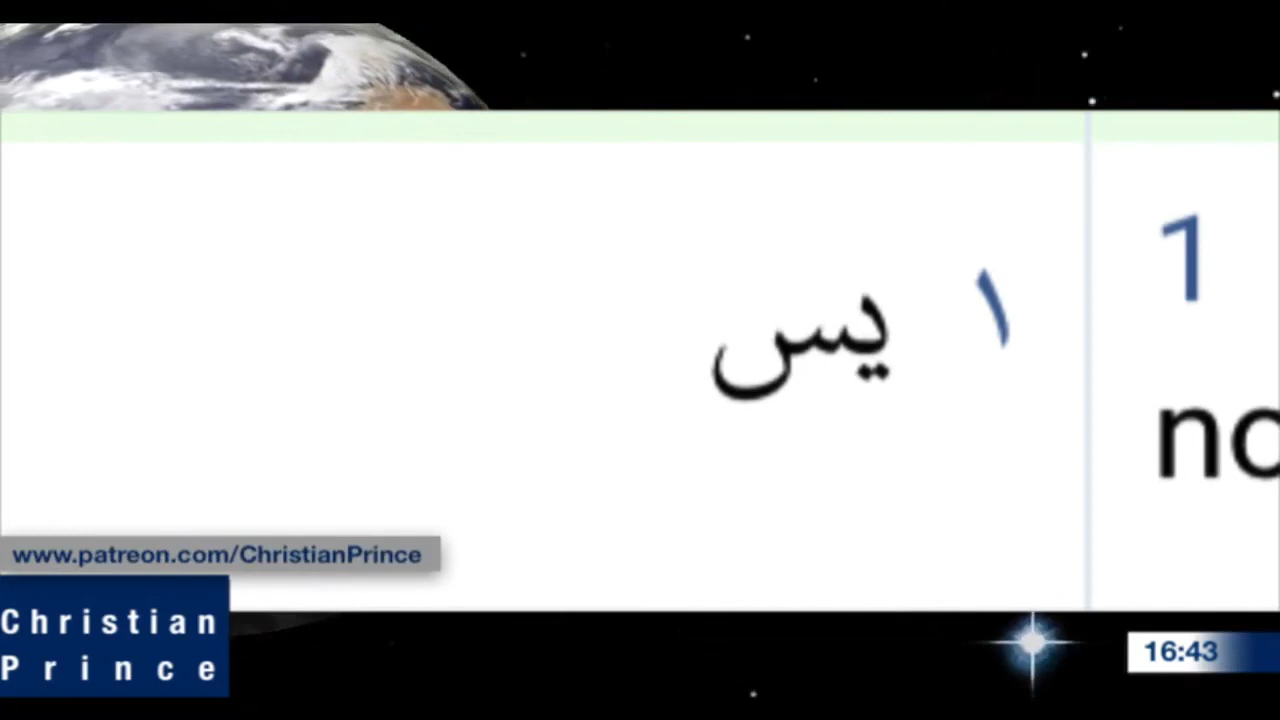 ١ يس
1
www.patreon.com/ChristianPrince
Christian
Prince
16:43